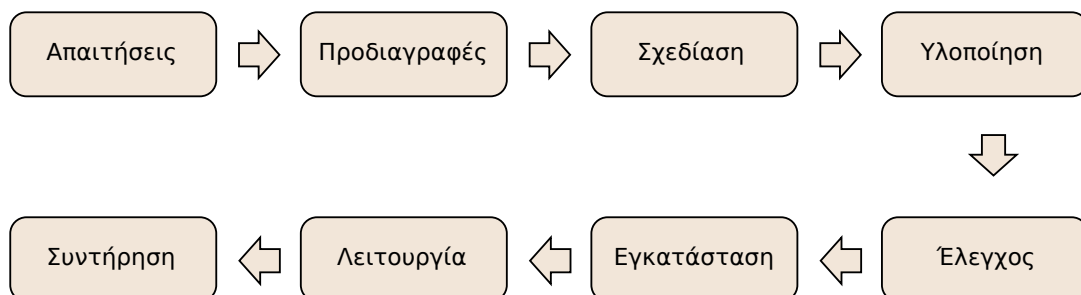 Απαιτήσεις
Προδιαγραφές
Σχεδίαση
Υλοποίηση
Έλεγχος
Εγκατάσταση
Λειτουργία
Συντήρηση